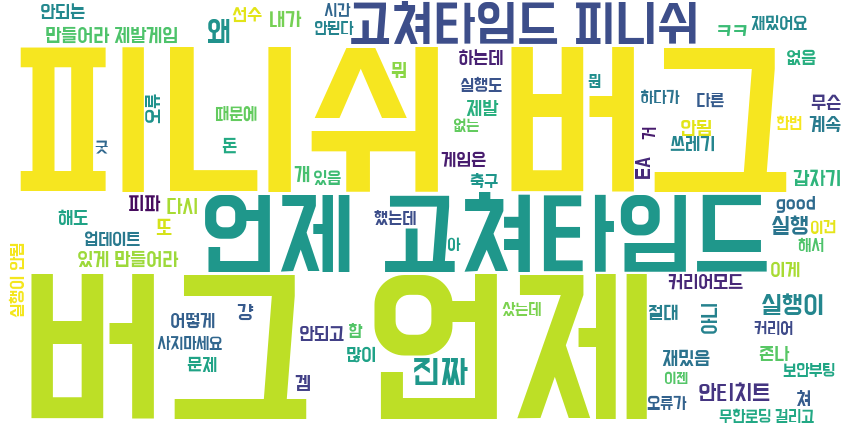 안되는 선수 내가 시간 고쳐타임드 피니쉬 ㅋㅋ 재밌어요
만들어라 제발게임 왜 안된다
피니쉬 버그
하는데 없음
뭐 실행도 뭔 하다가 다른 무슨
오류 때문에 제발 없는 안됨 한번 계속
긋 돈 게임은 거 쓰레기
개 있음 축구 EA 갑자기
피파 다시 언제 고쳐타임드 good
해도 또 했는데 실행 이건
업데이트 아 해서
실행이 안됨 있게 만들어라 이게
버그 언제
커리어모드
어떻게 걍 샀는데 절대 아니 실행이
사지마세요 안되고 함 커리어
문제 많이 진짜 재밌음 존나
겜 이젠 안티치트 보안부팅
오류가 쳐
무한로딩 걸리고